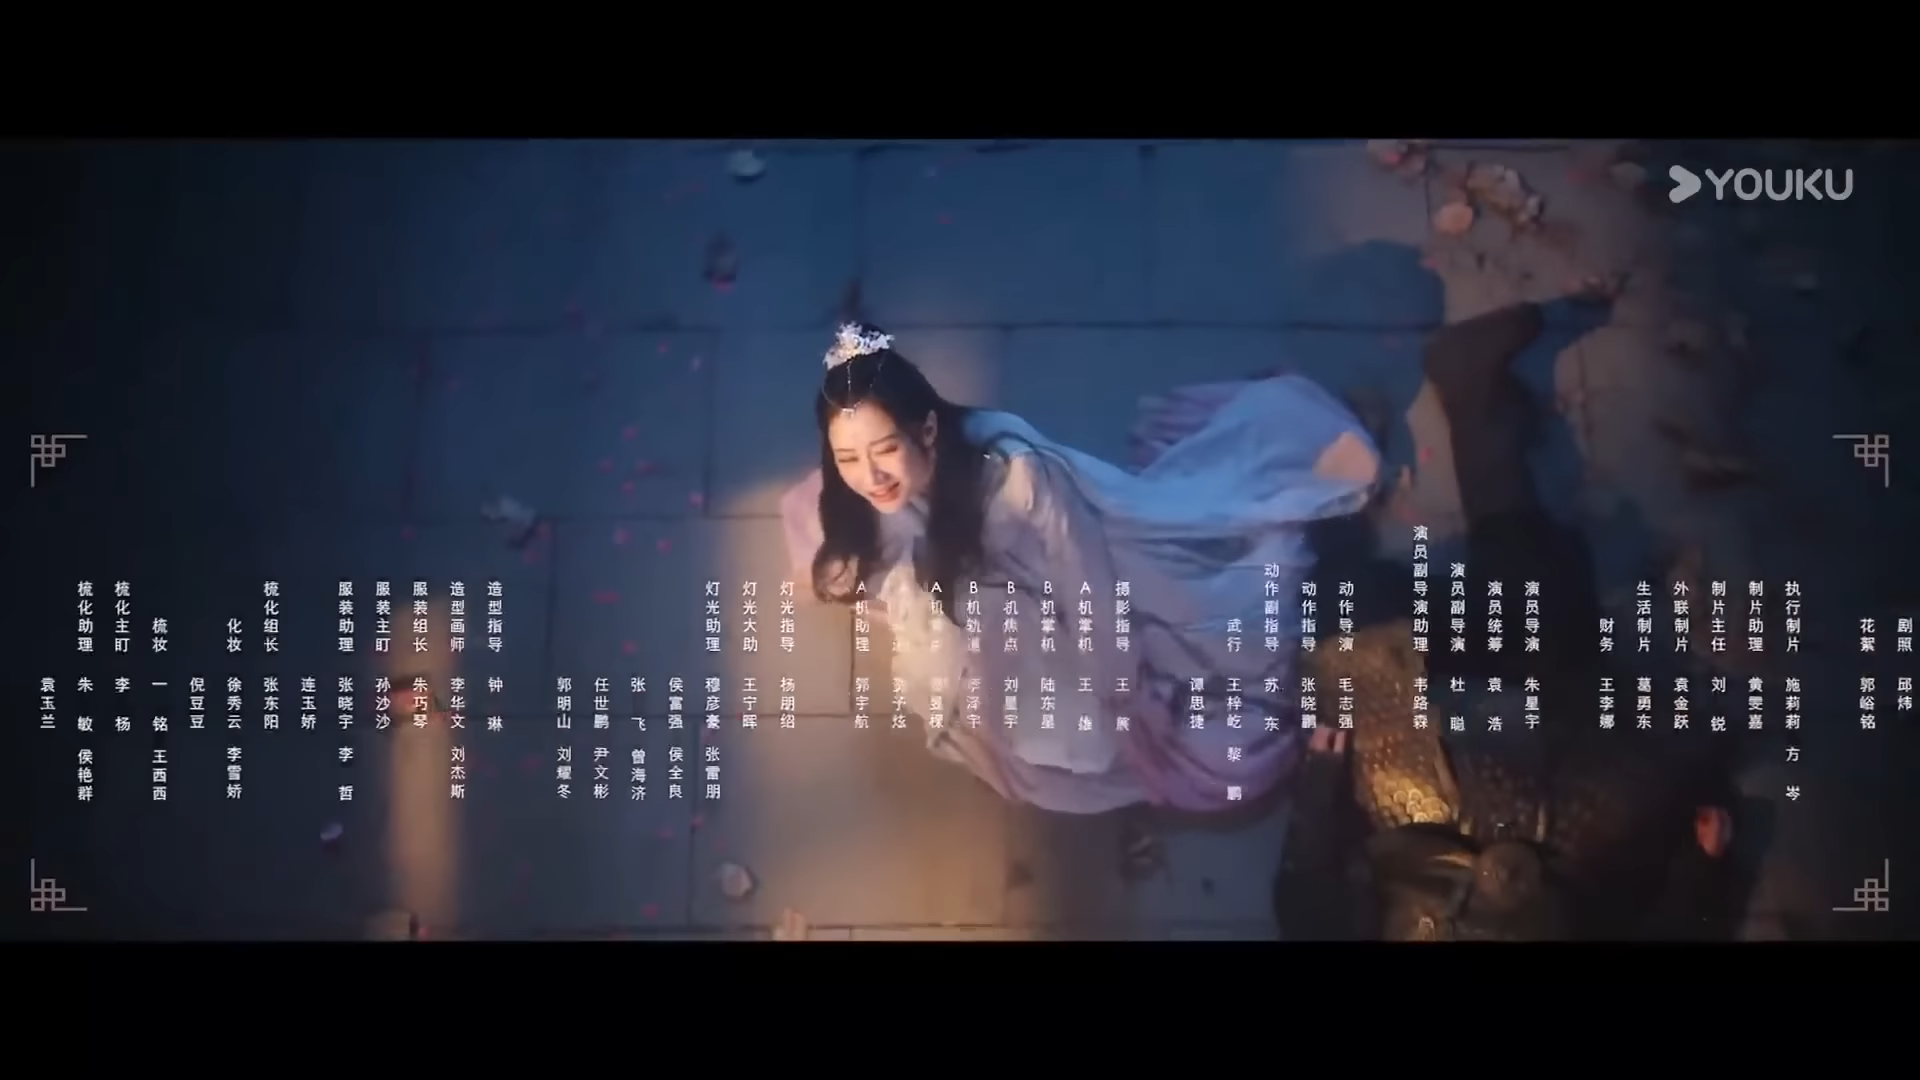 YOUKU
剧照 邱炜
花絮 郭峪铭
执行制片 施莉莉 方岑
制片助理 黄雯嘉
制片主任 刘锐
外联制片 袁金跃
生活制片 葛勇东
财务 王李娜
演员导演 朱星宇
演员统筹 袁浩
演员副导演 杜聪
演员副导演助理 韦路森
动作导演 毛志强
动作指导 张晓鹏
动作副指导 苏东
武行 王梓屹 黎鹏
谭思捷
摄影指导 王
A机掌机 王雄
B机掌机 陆东星
B机焦点 刘星宇
B机轨道 李泽宇
A机
A机助理 郭宇航
灯光指导 杨朋绍
灯光大助 王宁晖
灯光助理 穆彦豪 张雷朋
侯富强 侯全良
张飞 曾海济
任世鹏 尹文彬
郭明山 刘耀冬
造型指导 钟琳
造型画师 李华文 刘杰斯
服装组长 朱巧琴
服装主盯 孙沙沙
服装助理 张晓宇 李哲
连玉娇
梳化组长 张东阳
化妆 徐秀云 李雪娇
倪豆豆
梳妆 一铭 王西西
梳化主盯 李杨
梳化助理 朱敏 侯艳群
袁玉兰